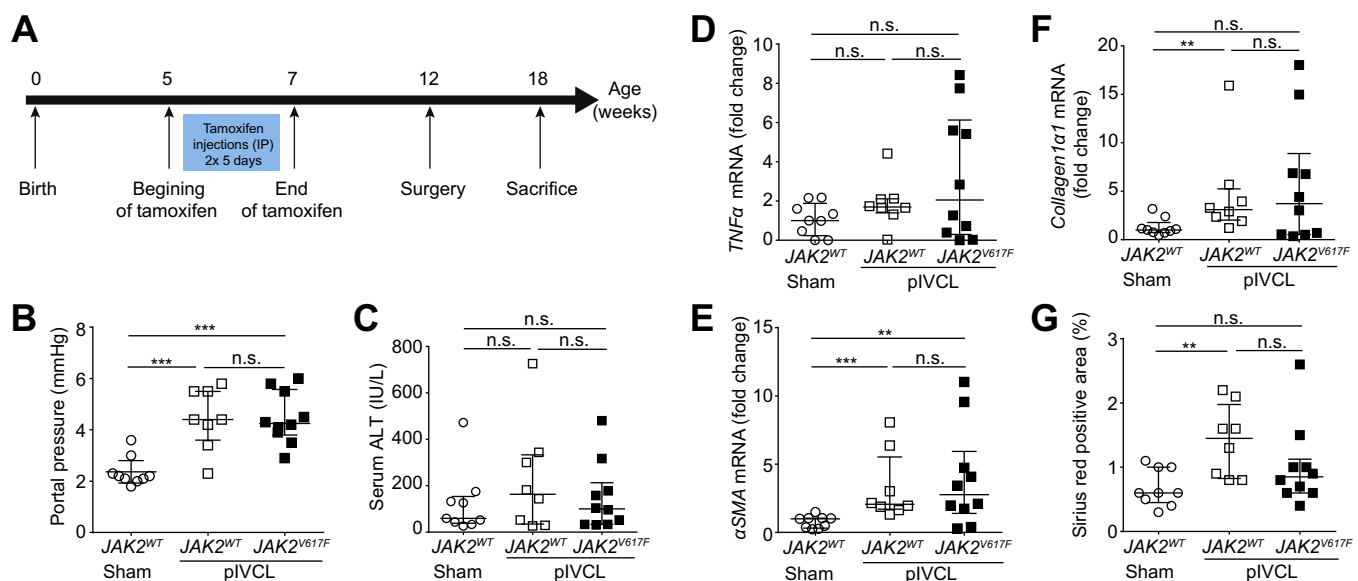 A
0 5 7 12 18
Age
(weeks)
Tamoxifen
injections (IP)
2x 5 days
Birth
Begining
of tamoxifen
End
of tamoxifen
Surgery
Sacrifice
B
Portal pressure (mmHg)
8
6
4
2
0
***
*** n.s.
JAK2WT JAK2WT JAK2V617F
Sham pIVCL
C
Serum ALT (IU/L)
800
600
400
200
0
n.s.
n.s. n.s.
JAK2WT JAK2WT JAK2V617F
Sham pIVCL
D
TNFα mRNA (fold change)
10
8
6
4
2
0
n.s.
n.s. n.s.
JAK2WT JAK2WT JAK2V617F
Sham pIVCL
E
αSMA mRNA (fold change)
15
10
5
0
**
*** n.s.
JAK2WT JAK2WT JAK2V617F
Sham pIVCL
F
Collagen1α1 mRNA
(fold change)
20
15
10
5
0
n.s.
** n.s.
JAK2WT JAK2WT JAK2V617F
Sham pIVCL
G
Sirius red positive area (%)
3
2
1
0
n.s.
** n.s.
JAK2WT JAK2WT JAK2V617F
Sham pIVCL